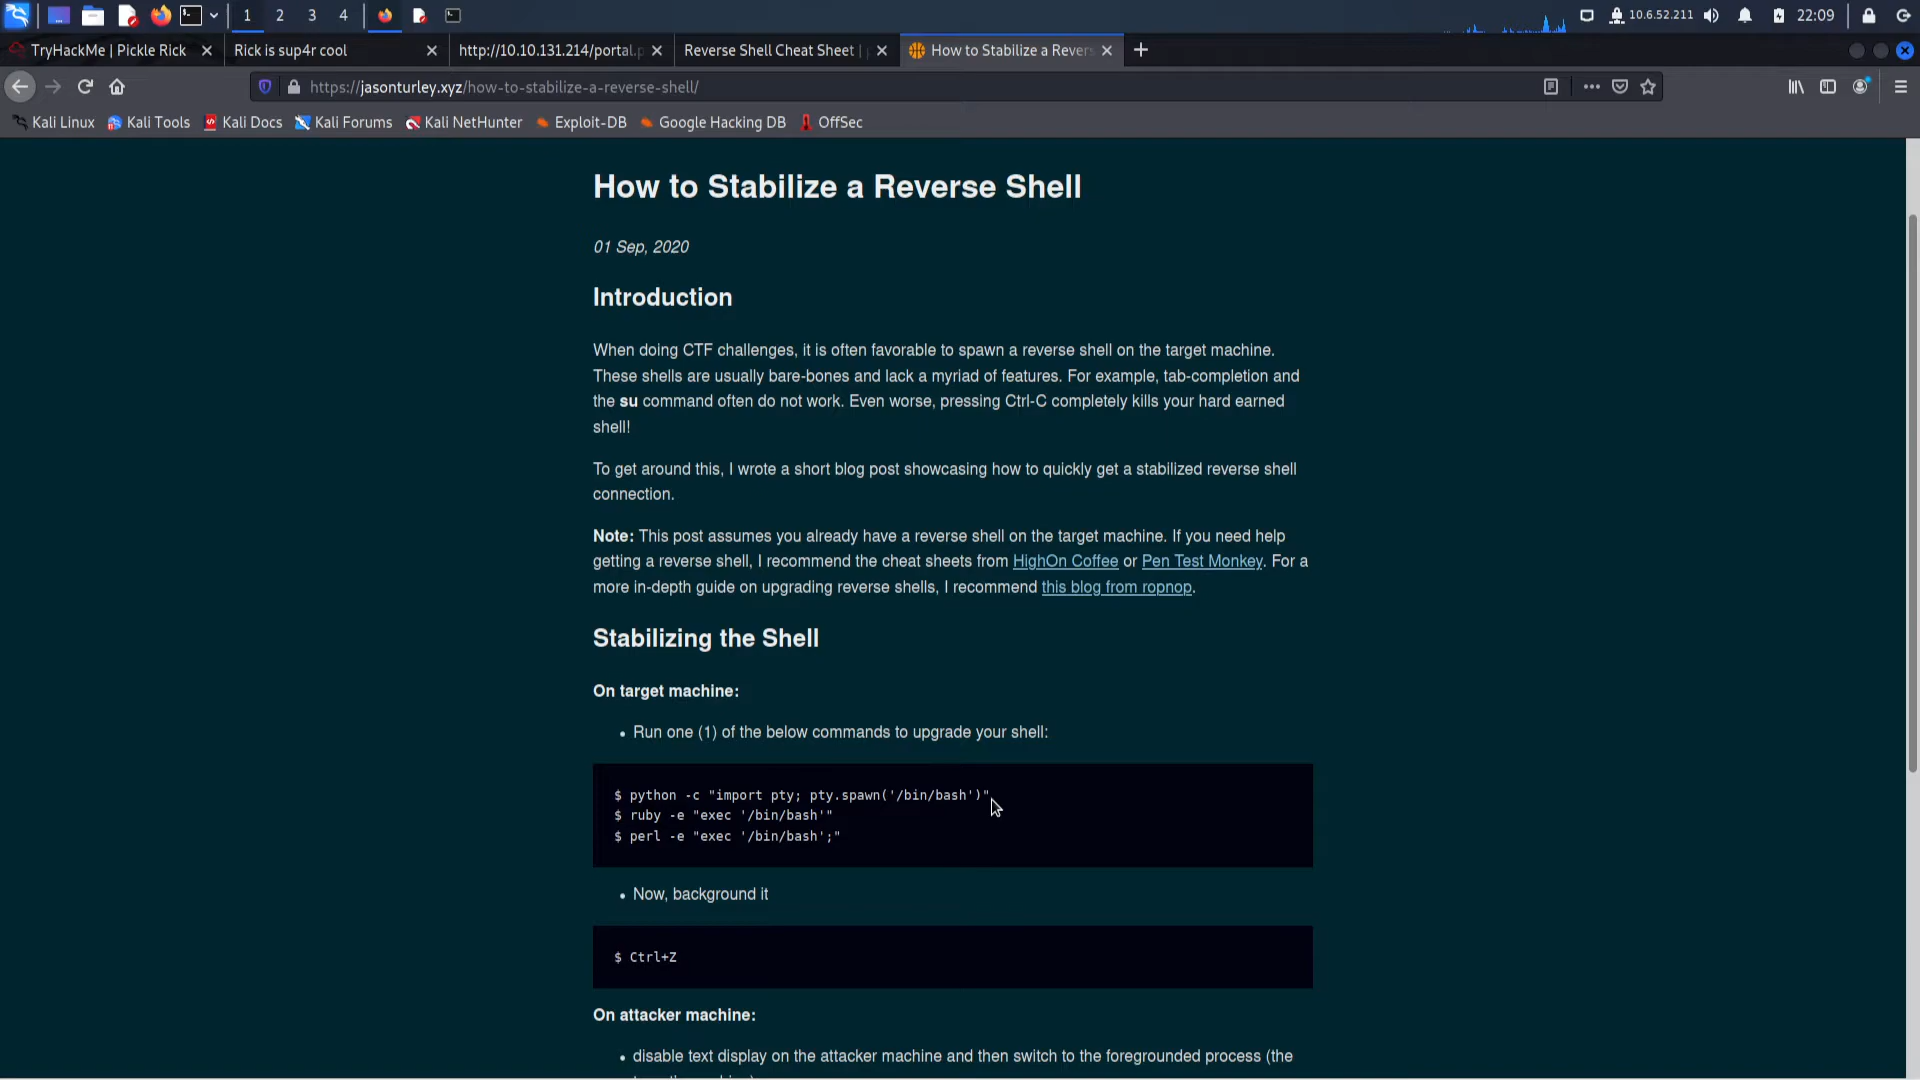 1 2 3 4 10.6.52.211 22:09
TryHackMe | Pickle Rick Rick is sup4r cool http://10.10.131.214/portal.p Reverse Shell Cheat Sheet | How to Stabilize a Rever
https://jasonturley.xyz/how-to-stabilize-a-reverse-shell/
Kali Linux Kali Tools Kali Docs Kali Forums Kali NetHunter Exploit-DB Google Hacking DB OffSec
How to Stabilize a Reverse Shell
01 Sep, 2020
Introduction
When doing CTF challenges, it is often favorable to spawn a reverse shell on the target machine.
These shells are usually bare-bones and lack a myriad of features. For example, tab-completion and
the su command often do not work. Even worse, pressing Ctrl-C completely kills your hard earned
shell!
To get around this, I wrote a short blog post showcasing how to quickly get a stabilized reverse shell
connection.
Note: This post assumes you already have a reverse shell on the target machine. If you need help
getting a reverse shell, I recommend the cheat sheets from HighOn Coffee or Pen Test Monkey. For a
more in-depth guide on upgrading reverse shells, I recommend this blog from ropnop.
Stabilizing the Shell
On target machine:
• Run one (1) of the below commands to upgrade your shell:
$ python -c "import pty; pty.spawn('/bin/bash')"
$ ruby -e "exec '/bin/bash'"
$ perl -e "exec '/bin/bash';"
• Now, background it
$ Ctrl+Z
On attacker machine:
• disable text display on the attacker machine and then switch to the foregrounded process (the